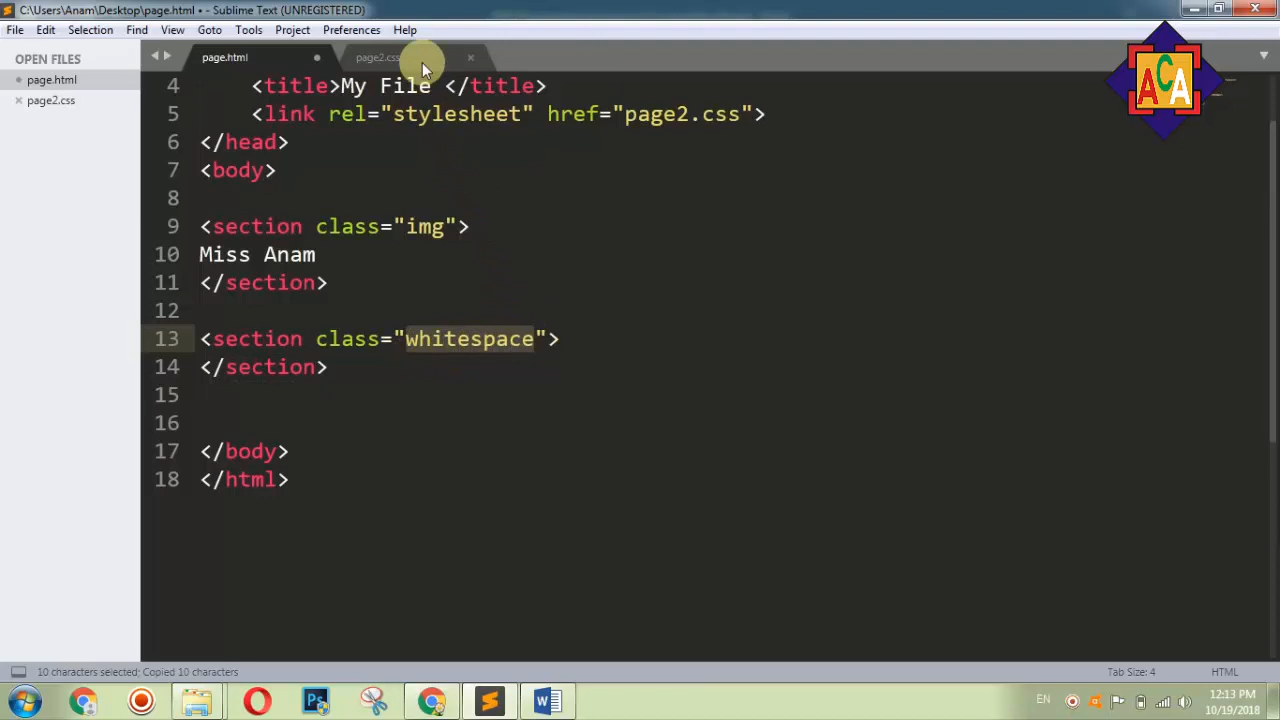 C:\Users\Anam\Desktop\page.html • - Sublime Text (UNREGISTERED)
File Edit Selection Find View Goto Tools Project Preferences Help
OPEN FILES
page.html
page2.css
page.html
page2.css
ACA
4 <title>My File </title>
5 <link rel="stylesheet" href="page2.css">
6 </head>
7 <body>
8
9 <section class="img">
10 Miss Anam
11 </section>
12
13 <section class="whitespace">
14 </section>
15
16
17 </body>
18 </html>
10 characters selected; Copied 10 characters
Tab Size: 4
HTML
EN
12:13 PM
10/19/2018